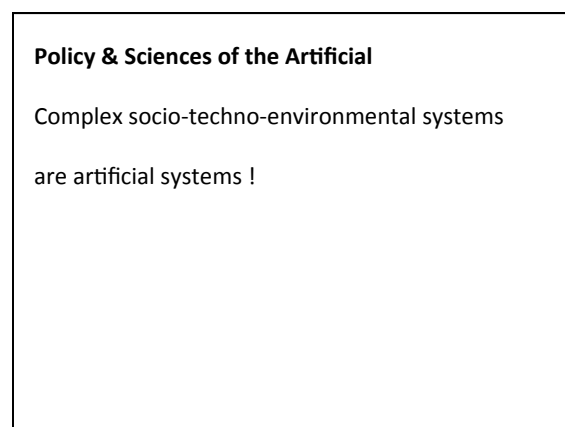 Policy & Sciences of the Artificial
Complex socio-techno-environmental systems
are artificial systems !